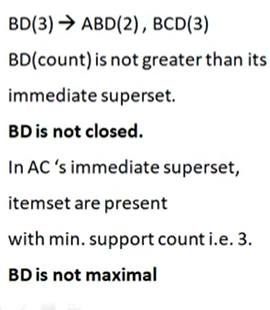 BD(3) → ABD(2) , BCD(3)
BD(count) is not greater than its
immediate superset.
BD is not closed.
In AC ‘s immediate superset,
itemset are present
with min. support count i.e. 3.
BD is not maximal